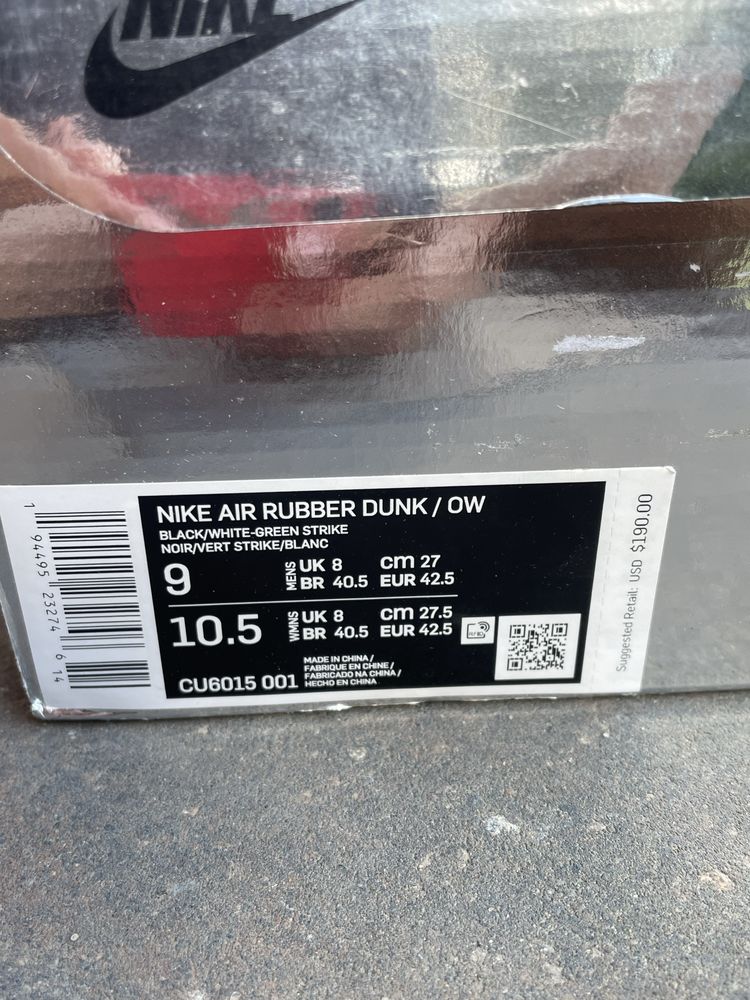 NIKE
NIKE AIR RUBBER DUNK / OW
BLACK/WHITE-GREEN STRIKE
NOIR/VERT STRIKE/BLANC
9
MENS
UK 8 cm 27
BR 40.5 EUR 42.5
10.5
WMNS
UK 8 cm 27.5
BR 40.5 EUR 42.5
CU6015 001
MADE IN CHINA /
FABRIQUE EN CHINE /
FABRICADO NA CHINA /
HECHO EN CHINA
1 94495 23274 6 14
Suggested Retail: USD $190.00